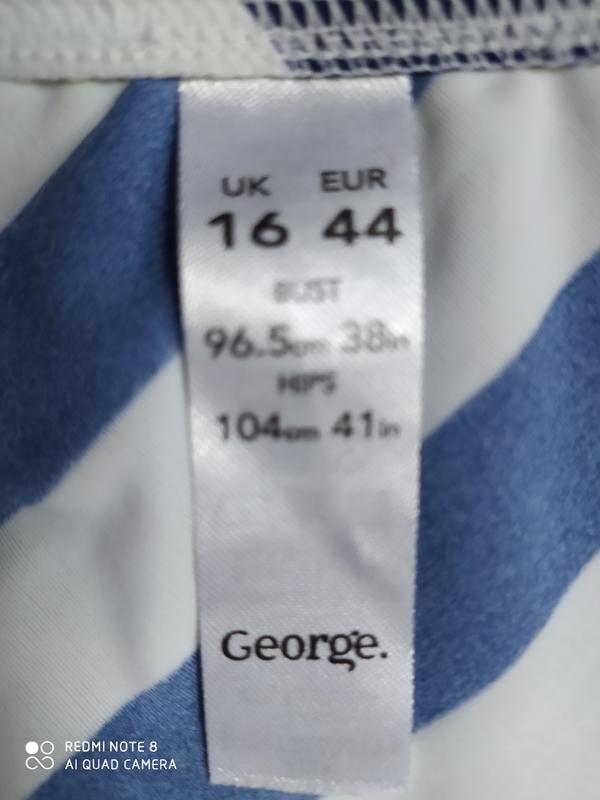 UK EUR
16 44
BUST
96.5cm 38in
HIPS
104cm 41in
George.
REDMI NOTE 8
AI QUAD CAMERA